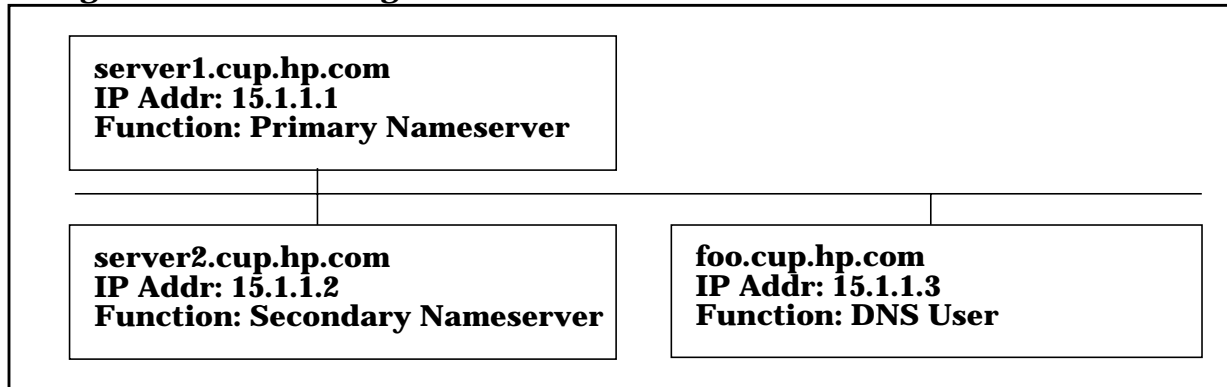 server1.cup.hp.com
IP Addr: 15.1.1.1
Function: Primary Nameserver
server2.cup.hp.com
IP Addr: 15.1.1.2
Function: Secondary Nameserver
foo.cup.hp.com
IP Addr: 15.1.1.3
Function: DNS User